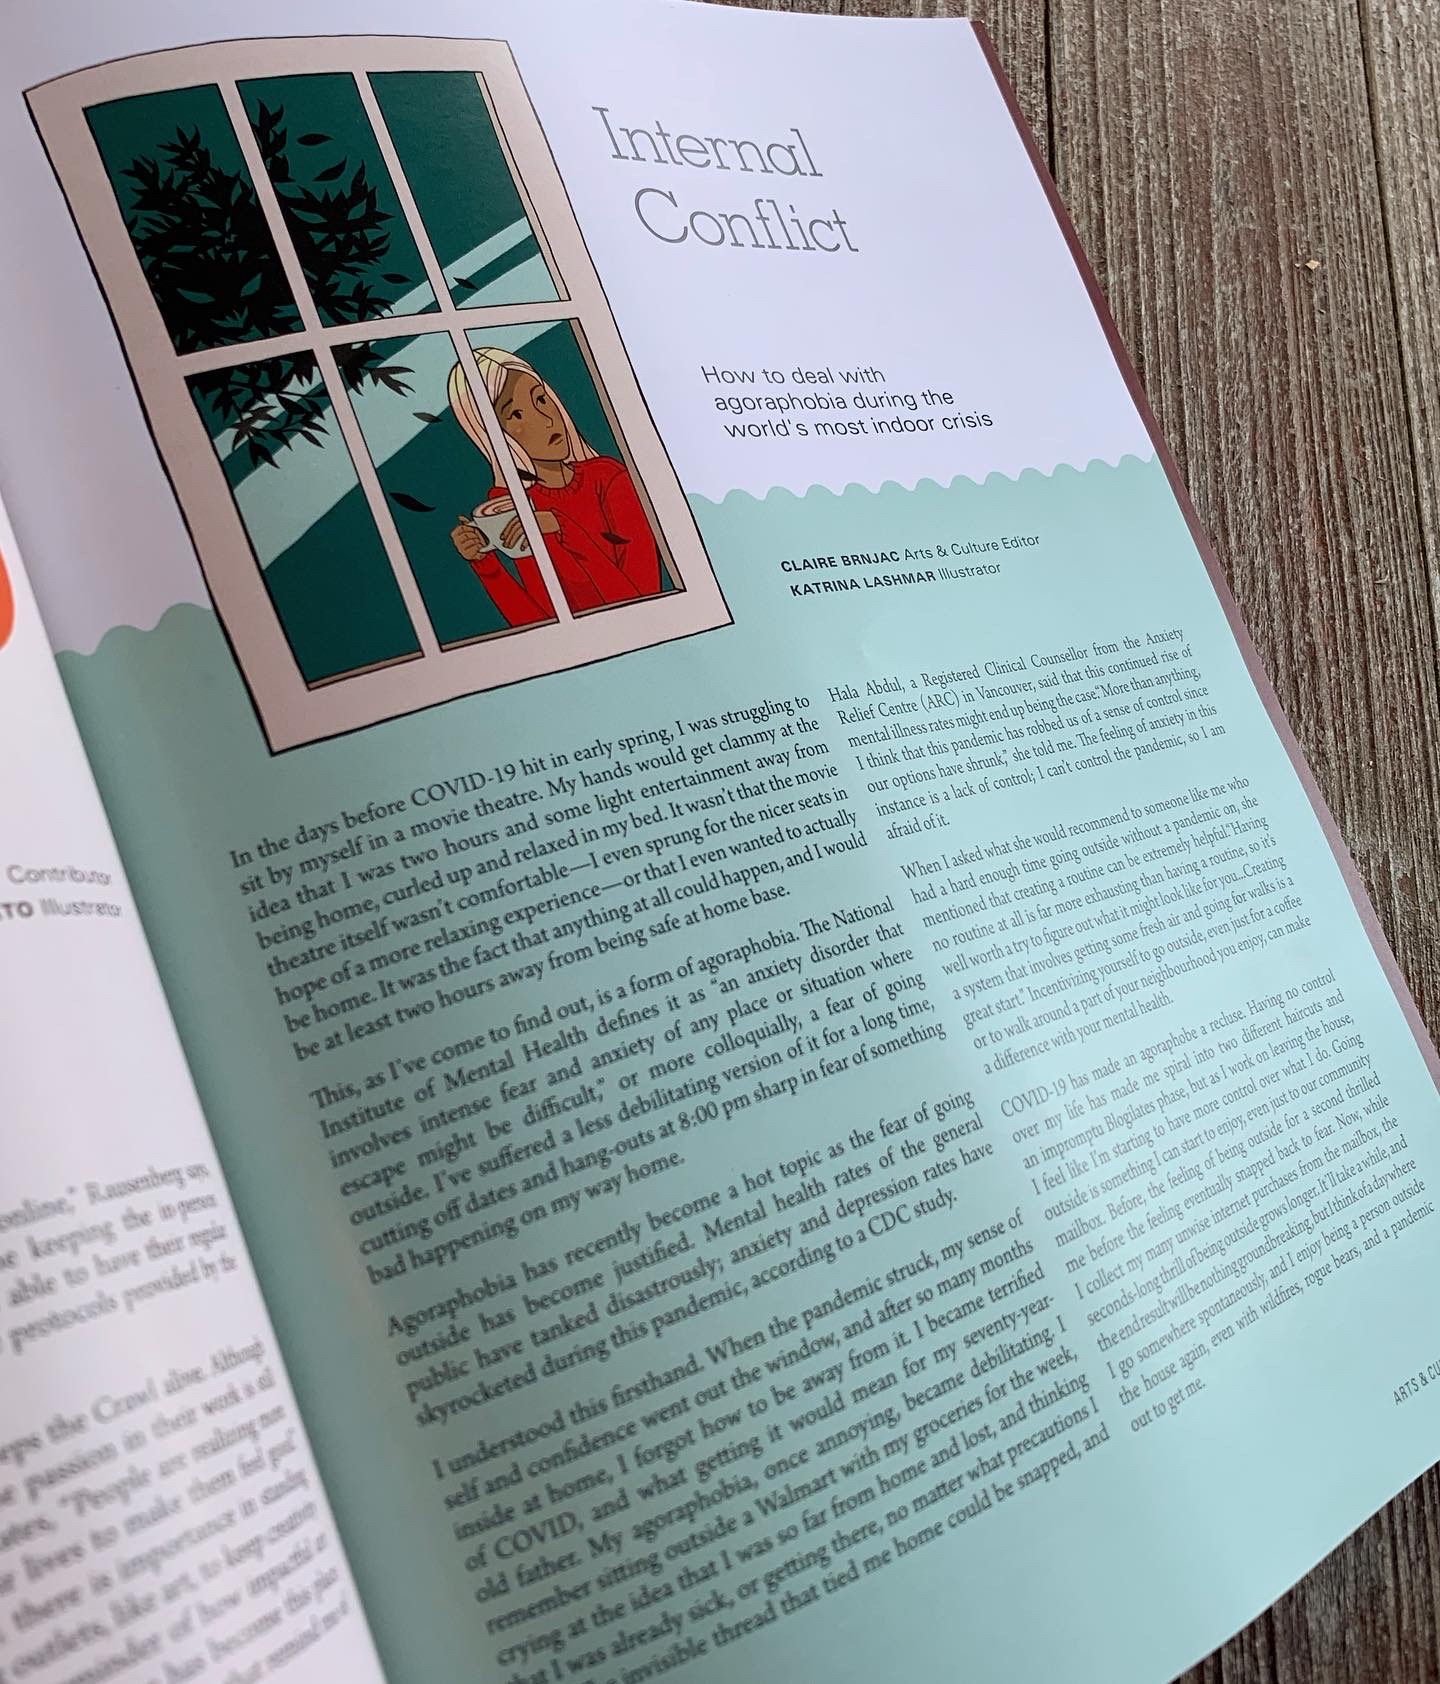 Internal
Conflict
How to deal with
agoraphobia during the
world's most indoor crisis
CLAIRE BRNJAC Arts & Culture Editor
KATRINA LASHMAR Illustrator
In the days before COVID-19 hit in early spring, I was struggling to
sit by myself in a movie theatre. My hands would get clammy at the
idea that I was two hours and some light entertainment away from
being home, curled up and relaxed in my bed. It wasn't that the movie
theatre itself wasn't comfortable—I even sprung for the nicer seats in
hope of a more relaxing experience—or that I even wanted to actually
be home. It was the fact that anything at all could happen, and I would
be at least two hours away from being safe at home base.
This, as I've come to find out, is a form of agoraphobia. The National
Institute of Mental Health defines it as "an anxiety disorder that
involves intense fear and anxiety of any place or situation where
escape might be difficult," or more colloquially, a fear of going
outside. I've suffered a less debilitating version of it for a long time,
cutting off dates and hang-outs at 8:00 pm sharp in fear of something
bad happening on my way home.
Agoraphobia has recently become a hot topic as the fear of going
outside has become justified. Mental health rates of the general
public have tanked disastrously; anxiety and depression rates have
skyrocketed during this pandemic, according to a CDC study.
I understood this firsthand. When the pandemic struck, my sense of
self and confidence went out the window, and after so many months
inside at home, I forgot how to be away from it. I became terrified
of COVID, and what getting it would mean for my seventy-year-
old father. My agoraphobia, once annoying, became debilitating. I
remember sitting outside a Walmart with my groceries for the week,
crying at the idea that I was so far from home and lost, and thinking
that I was already sick, or getting there, no matter what precautions I
invisible thread that tied me home could be snapped, and
Hala Abdul, a Registered Clinical Counsellor from the Anxiety
Relief Centre (ARC) in Vancouver, said that this continued rise of
mental illness rates might end up being the case. "More than anything,
I think that this pandemic has robbed us of a sense of control since
our options have shrunk," she told me. The feeling of anxiety in this
instance is a lack of control; I can't control the pandemic, so I am
afraid of it.
When I asked what she would recommend to someone like me who
had a hard enough time going outside without a pandemic on, she
mentioned that creating a routine can be extremely helpful. "Having
no routine at all is far more exhausting than having a routine, so it's
well worth a try to figure out what it might look like for you...Creating
a system that involves getting some fresh air and going for walks is a
great start." Incentivizing yourself to go outside, even just for a coffee
or to walk around a part of your neighbourhood you enjoy, can make
a difference with your mental health.
COVID-19 has made an agoraphobe a recluse. Having no control
over my life has made me spiral into two different haircuts and
an impromptu Blogilates phase, but as I work on leaving the house,
I feel like I'm starting to have more control over what I do. Going
outside is something I can start to enjoy, even just to our community
mailbox. Before, the feeling of being outside for a second thrilled
me before the feeling eventually snapped back to fear. Now, while
I collect my many unwise internet purchases from the mailbox, the
seconds-long thrill of being outside grows longer. It'll take a while, and
the end result will be nothing groundbreaking, but I think of a day where
I go somewhere spontaneously, and I enjoy being a person outside
the house again, even with wildfires, rogue bears, and a pandemic
out to get me.
ARTS & CU
Contributor
TO Illustrator
online," Rausenberg says
keeping the in-person
able to have their
protocols provided by the
the Crawl alive. Although
passion in their work is still
"People are realizing not
lives to make them feel good"
there is importance in
outlets, like art, to keep
of how impactful
has become this
that